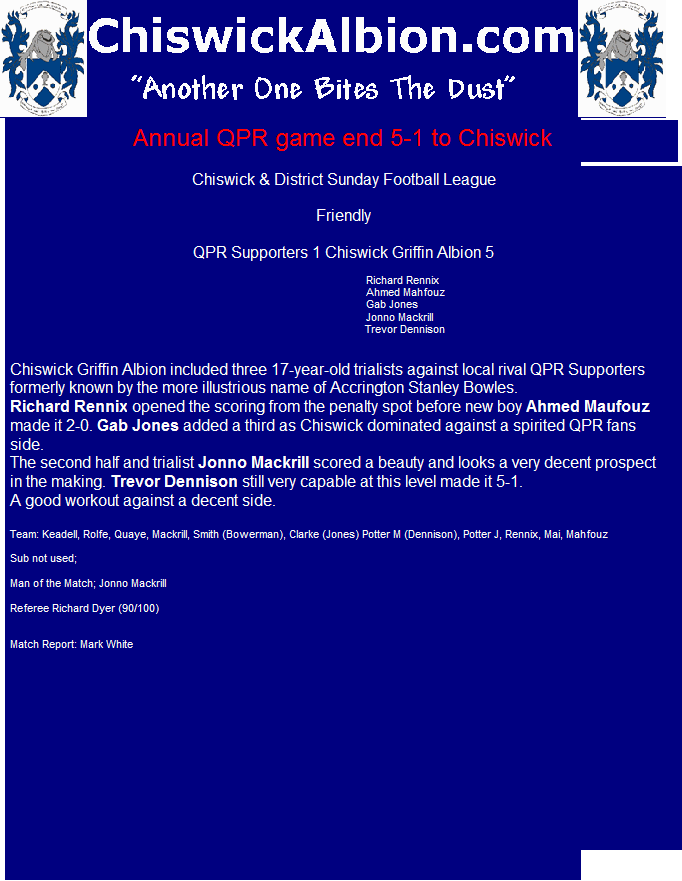 ChiswickAlbion.com
"Another One Bites The Dust"
Annual QPR game end 5-1 to Chiswick
Chiswick & District Sunday Football League
Friendly
QPR Supporters 1 Chiswick Griffin Albion 5
Richard Rennix
Ahmed Mahfouz
Gab Jones
Jonno Mackrill
Trevor Dennison
Chiswick Griffin Albion included three 17-year-old trialists against local rival QPR Supporters
formerly known by the more illustrious name of Accrington Stanley Bowles.
Richard Rennix opened the scoring from the penalty spot before new boy Ahmed Maufouz
made it 2-0. Gab Jones added a third as Chiswick dominated against a spirited QPR fans
side.
The second half and trialist Jonno Mackrill scored a beauty and looks a very decent prospect
in the making. Trevor Dennison still very capable at this level made it 5-1.
A good workout against a decent side.
Team: Keadell, Rolfe, Quaye, Mackrill, Smith (Bowerman), Clarke (Jones) Potter M (Dennison), Potter J, Rennix, Mai, Mahfouz
Sub not used;
Man of the Match; Jonno Mackrill
Referee Richard Dyer (90/100)
Match Report: Mark White